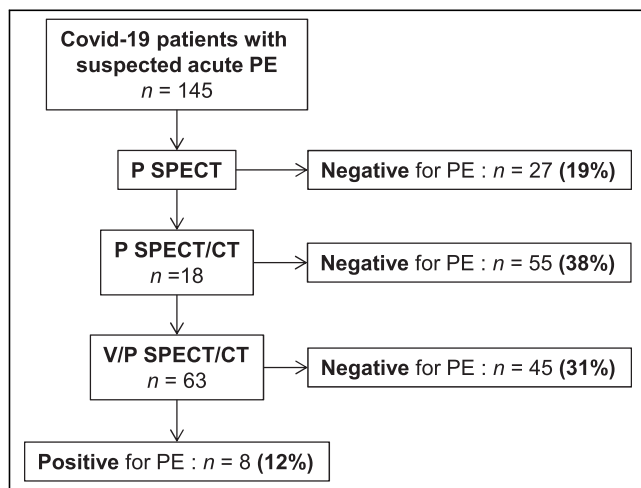 Covid-19 patients with
suspected acute PE
n = 145
P SPECT
Negative for PE : n = 27 (19%)
P SPECT/CT
n =18
Negative for PE : n = 55 (38%)
V/P SPECT/CT
n = 63
Negative for PE : n = 45 (31%)
Positive for PE : n = 8 (12%)